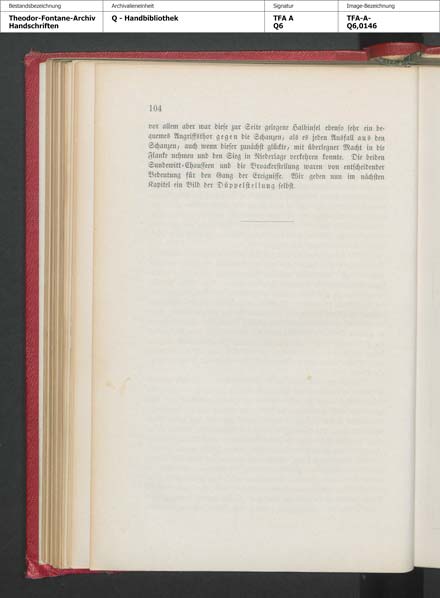 Bestandsbezeichnung
Theodor-Fontane-Archiv
Handschriften
Archivalieneinheit
Q - Handbibliothek
Signatur
TFA A
Q6
Image-Bezeichnung
TFA-A-
Q6,0146
104
vor allem aber war diese zur Seite gelegene Halbinsel ebenso sehr ein be-
quemes Angriffsthor gegen die Schanzen, als es jeden Ausfall aus den
Schanzen, auch wenn dieser zunächst glückte, mit überlegner Macht in die
Flanke nehmen und den Sieg in Niederlage verkehren konnte. Die beiden
Sundewitt-Chausseen und die Broackerstellung waren von entscheidender
Bedeutung für den Gang der Ereignisse. Wir geben nun im nächsten
Kapitel ein Bild der Düppelstellung selbst.